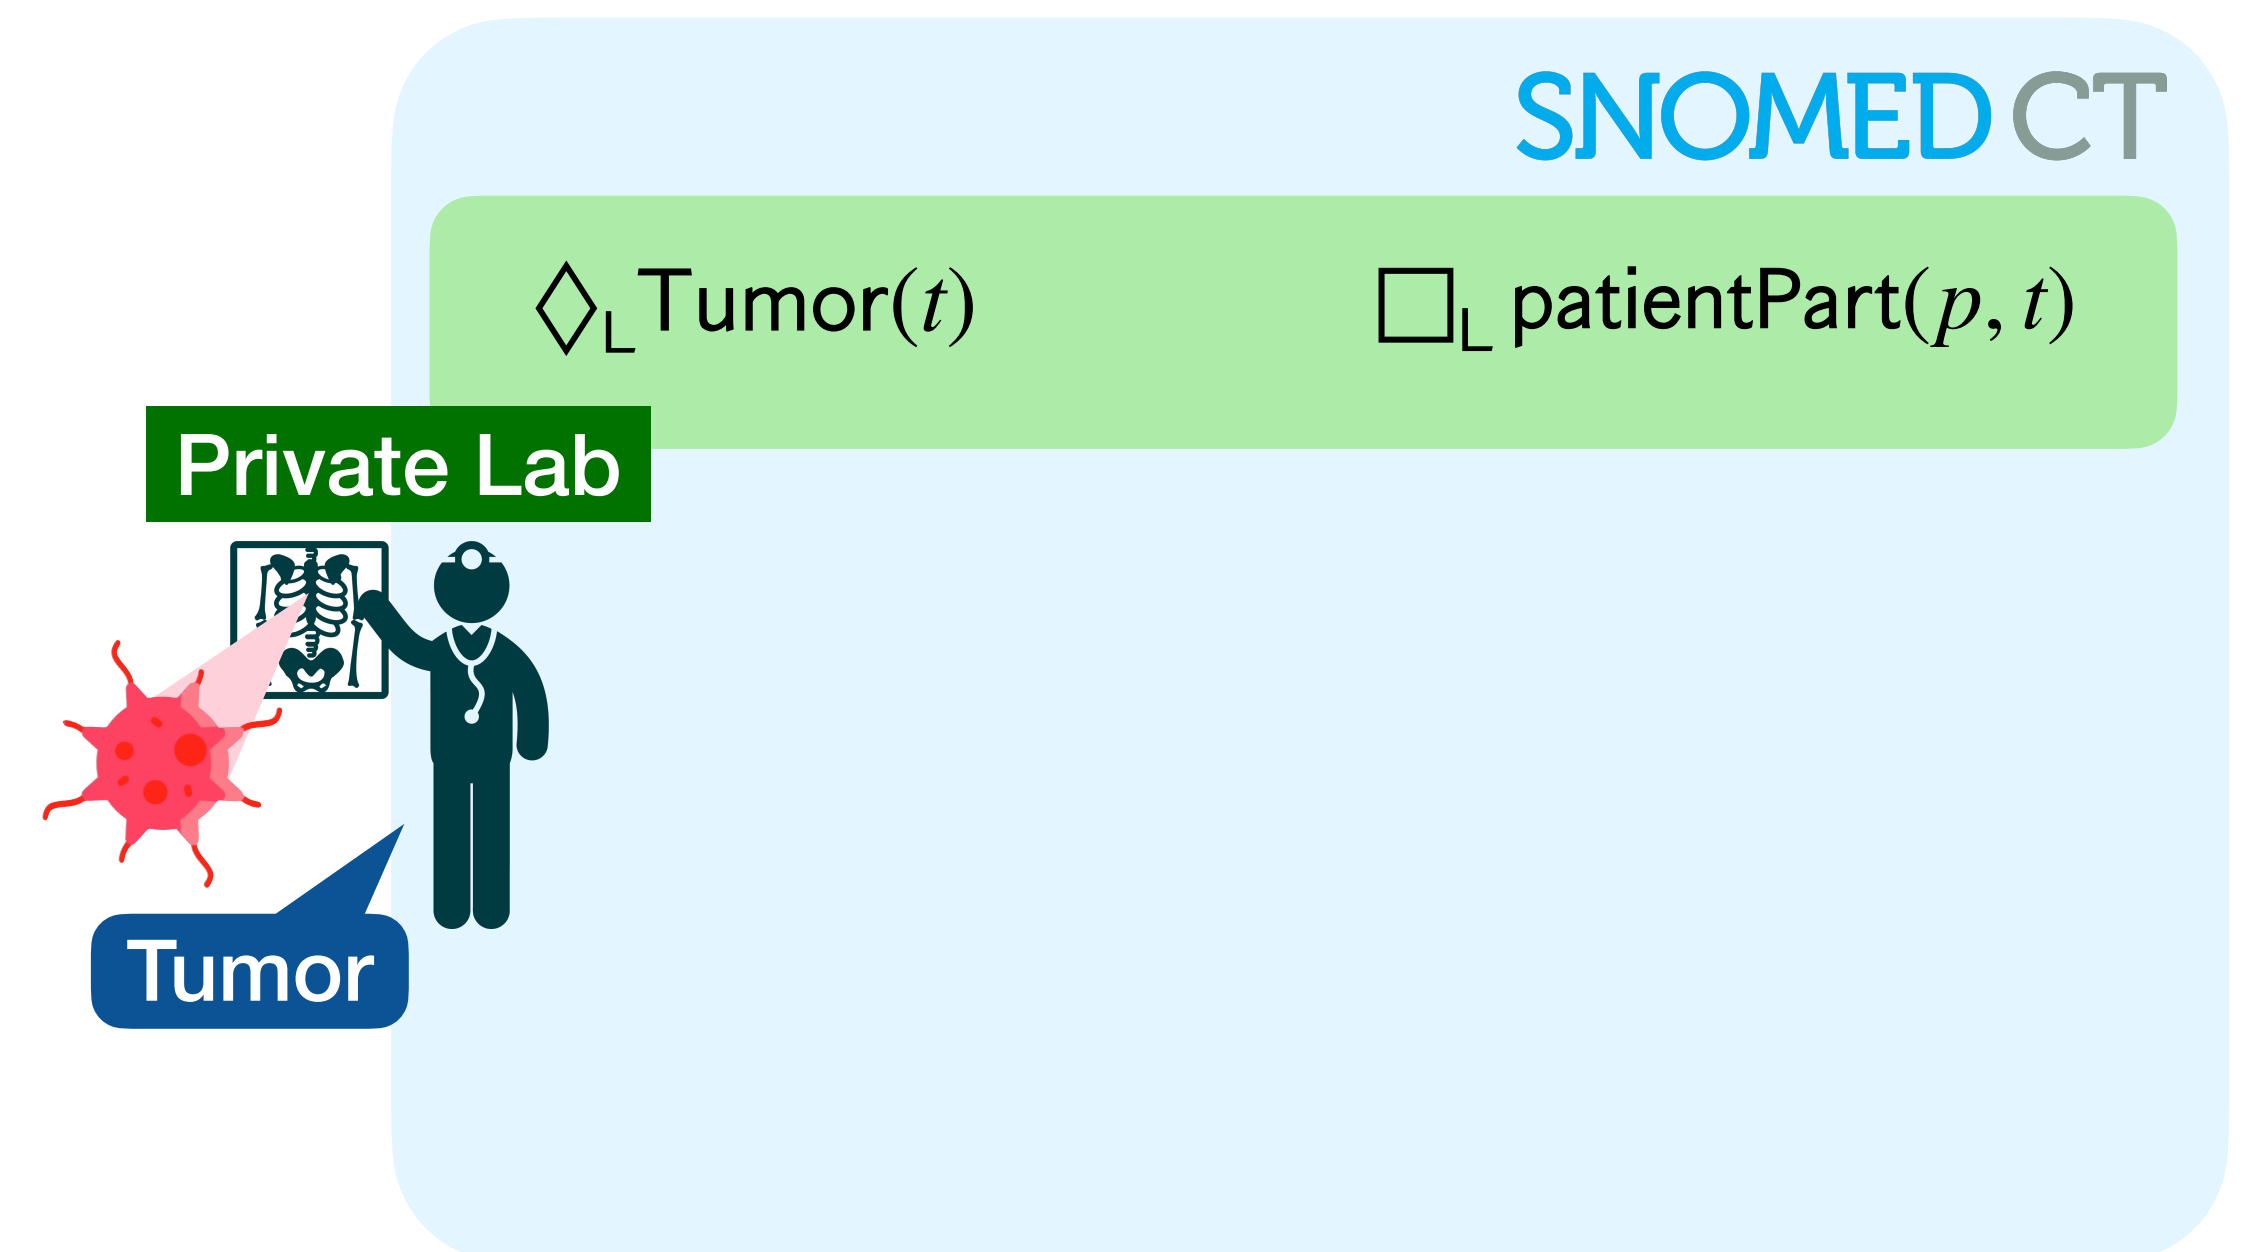 SNOMED CT
◊L Tumor(t) □L patientPart(p, t)
Private Lab
Tumor